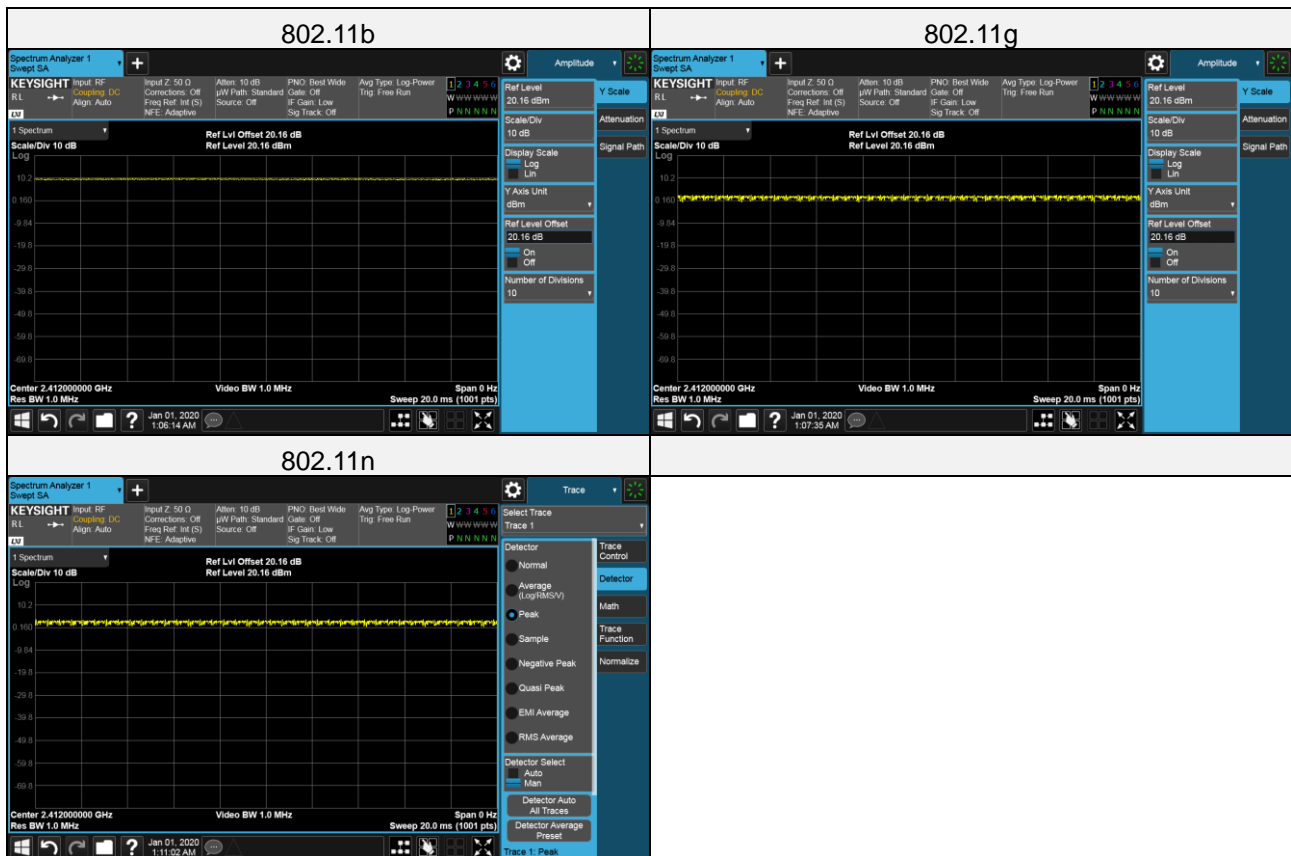 802.11b
Spectrum Analyzer 1
Swept SA
Amplitude
KEYSIGHT
Input: RF
Input Z: 50 Ω
Atten: 10 dB
PNO: Best Wide
Avg Type: Log-Power
1 2 3 4 5 6
RL
Coupling: DC
Corrections: Off
µW Path: Standard
Gate: Off
Trig: Free Run
Align: Auto
Freq Ref: Int (S)
Source: Off
IF Gain: Low
W W W W W W
NFE: Adaptive
Sig Track: Off
P N N N N N
LXI
1 Spectrum
Ref Lvl Offset 20.16 dB
Scale/Div 10 dB
Ref Level 20.16 dBm
Log
10.2
0.160
-9.84
-19.8
-29.8
-39.8
-49.8
-59.8
-69.8
Center 2.412000000 GHz
Video BW 1.0 MHz
Span 0 Hz
Res BW 1.0 MHz
Sweep 20.0 ms (1001 pts)
?
Jan 01, 2020
1:06:14 AM
Ref Level
20.16 dBm
Scale/Div
10 dB
Display Scale
Log
Lin
Y Axis Unit
dBm
Ref Level Offset
20.16 dB
On
Off
Number of Divisions
10
Y Scale
Attenuation
Signal Path
802.11g
Spectrum Analyzer 1
Swept SA
Amplitude
KEYSIGHT
Input: RF
Input Z: 50 Ω
Atten: 10 dB
PNO: Best Wide
Avg Type: Log-Power
1 2 3 4 5 6
RL
Coupling: DC
Corrections: Off
µW Path: Standard
Gate: Off
Trig: Free Run
Align: Auto
Freq Ref: Int (S)
Source: Off
IF Gain: Low
W W W W W W
NFE: Adaptive
Sig Track: Off
P N N N N N
LXI
1 Spectrum
Ref Lvl Offset 20.16 dB
Scale/Div 10 dB
Ref Level 20.16 dBm
Log
10.2
0.160
-9.84
-19.8
-29.8
-39.8
-49.8
-59.8
-69.8
Center 2.412000000 GHz
Video BW 1.0 MHz
Span 0 Hz
Res BW 1.0 MHz
Sweep 20.0 ms (1001 pts)
?
Jan 01, 2020
1:07:35 AM
Ref Level
20.16 dBm
Scale/Div
10 dB
Display Scale
Log
Lin
Y Axis Unit
dBm
Ref Level Offset
20.16 dB
On
Off
Number of Divisions
10
Y Scale
Attenuation
Signal Path
802.11n
Spectrum Analyzer 1
Swept SA
Trace
KEYSIGHT
Input: RF
Input Z: 50 Ω
Atten: 10 dB
PNO: Best Wide
Avg Type: Log-Power
1 2 3 4 5 6
RL
Coupling: DC
Corrections: Off
µW Path: Standard
Gate: Off
Trig: Free Run
Align: Auto
Freq Ref: Int (S)
Source: Off
IF Gain: Low
W W W W W W
NFE: Adaptive
Sig Track: Off
P N N N N N
LXI
1 Spectrum
Ref Lvl Offset 20.16 dB
Scale/Div 10 dB
Ref Level 20.16 dBm
Log
10.2
0.160
-9.84
-19.8
-29.8
-39.8
-49.8
-59.8
-69.8
Center 2.412000000 GHz
Video BW 1.0 MHz
Span 0 Hz
Res BW 1.0 MHz
Sweep 20.0 ms (1001 pts)
?
Jan 01, 2020
1:11:02 AM
Select Trace
Trace 1
Detector
Normal
Average
(Log/RMS/V)
Peak
Sample
Negative Peak
Quasi Peak
EMI Average
RMS Average
Detector Select
Auto
Man
Detector Auto
All Traces
Detector Average
Preset
Trace 1: Peak
Trace
Control
Detector
Math
Trace
Function
Normalize